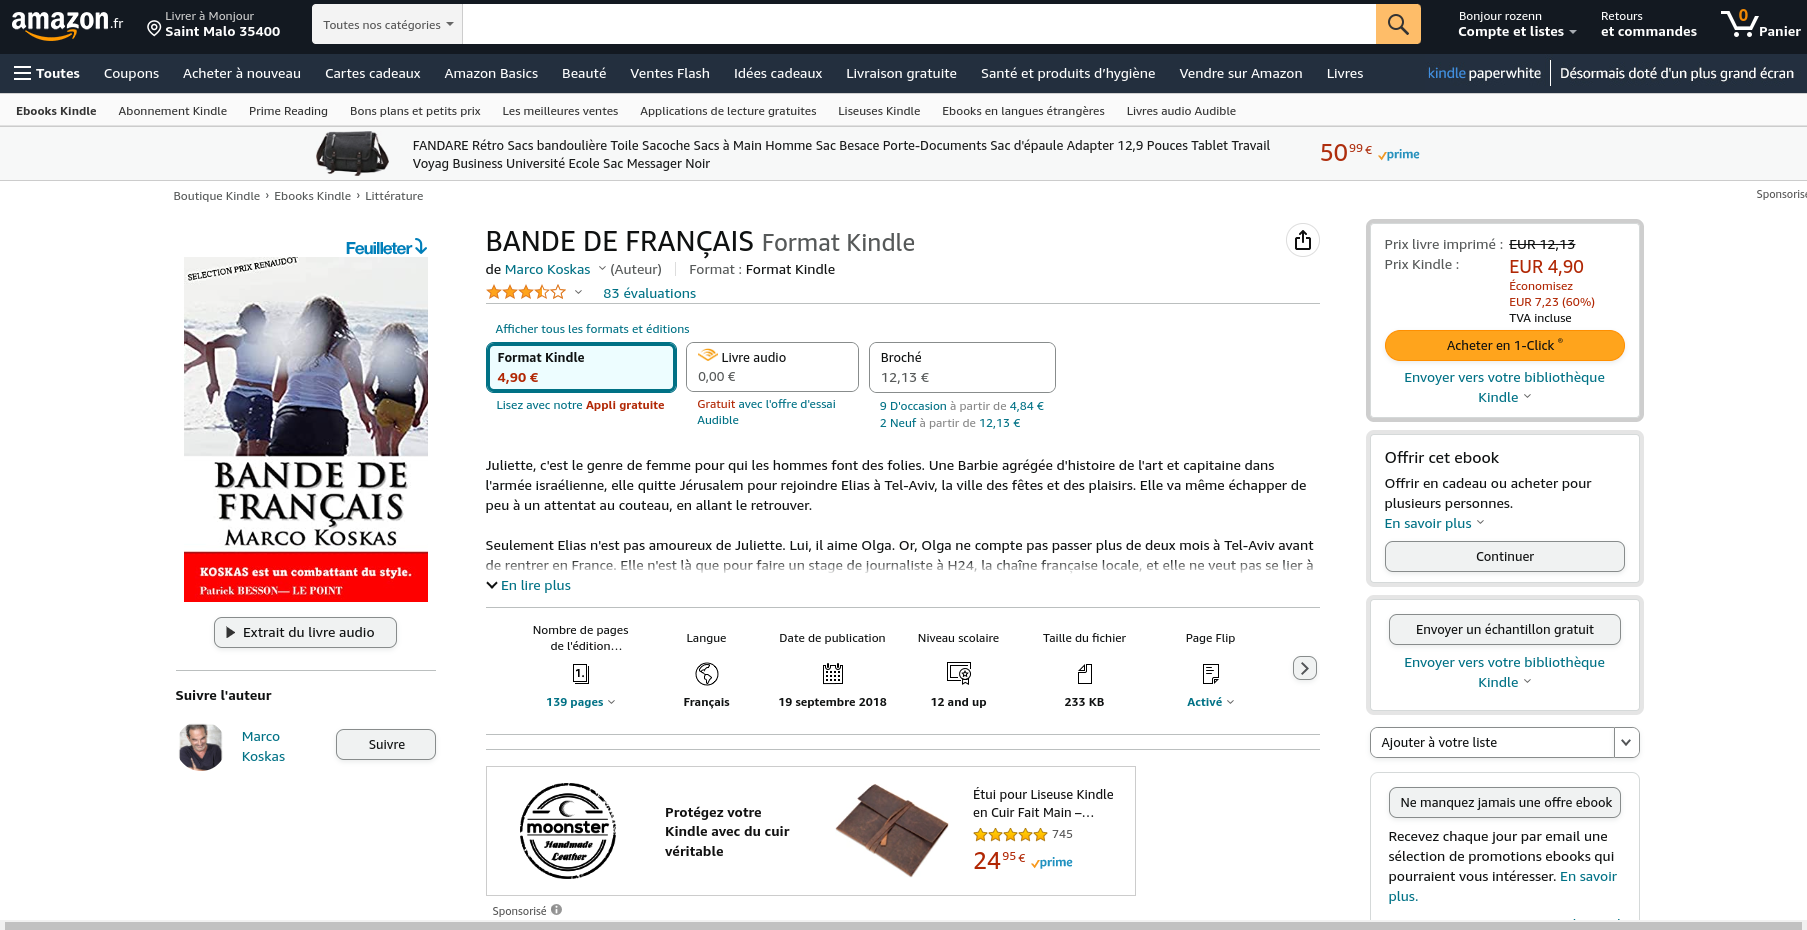 amazon.fr
Livrer à Monjour
Saint Malo 35400
Toutes nos catégories
Bonjour rozenn
Compte et listes
Retours
et commandes
0
Panier
Toutes
Coupons
Acheter à nouveau
Cartes cadeaux
Amazon Basics
Beauté
Ventes Flash
Idées cadeaux
Livraison gratuite
Santé et produits d’hygiène
Vendre sur Amazon
Livres
kindle paperwhite
Désormais doté d'un plus grand écran
Ebooks Kindle
Abonnement Kindle
Prime Reading
Bons plans et petits prix
Les meilleures ventes
Applications de lecture gratuites
Liseuses Kindle
Ebooks en langues étrangères
Livres audio Audible
FANDARE Rétro Sacs bandoulière Toile Sacoche Sacs à Main Homme Sac Besace Porte-Documents Sac d'épaule Adapter 12,9 Pouces Tablet Travail
Voyag Business Université Ecole Sac Messager Noir
50 99 € prime
Boutique Kindle › Ebooks Kindle › Littérature
Sponsorisé
Feuilleter
SELECTION PRIX RENAUDOT
BANDE DE
FRANÇAIS
MARCO KOSKAS
KOSKAS est un combattant du style.
Patrick BESSON— LE POINT
Extrait du livre audio
Suivre l'auteur
Marco
Koskas
Suivre
BANDE DE FRANÇAIS Format Kindle
de Marco Koskas (Auteur) Format : Format Kindle
83 évaluations
Afficher tous les formats et éditions
Format Kindle
4,90 €
Lisez avec notre Appli gratuite
Livre audio
0,00 €
Gratuit avec l'offre d'essai
Audible
Broché
12,13 €
9 D'occasion à partir de 4,84 €
2 Neuf à partir de 12,13 €
Juliette, c'est le genre de femme pour qui les hommes font des folies. Une Barbie agrégée d'histoire de l'art et capitaine dans
l'armée israélienne, elle quitte Jérusalem pour rejoindre Elias à Tel-Aviv, la ville des fêtes et des plaisirs. Elle va même échapper de
peu à un attentat au couteau, en allant le retrouver.
Seulement Elias n'est pas amoureux de Juliette. Lui, il aime Olga. Or, Olga ne compte pas passer plus de deux mois à Tel-Aviv avant
de rentrer en France. Elle n'est là que pour faire un stage de journaliste à H24, la chaîne française locale, et elle ne veut pas se lier à
En lire plus
Nombre de pages
de l'édition…
1.
139 pages
Langue
Français
Date de publication
19 septembre 2018
Niveau scolaire
12 and up
Taille du fichier
233 KB
Page Flip
Activé
moonster
Handmade
Leather
Protégez votre
Kindle avec du cuir
véritable
Étui pour Liseuse Kindle
en Cuir Fait Main –…
745
24 95 € prime
Sponsorisé
Prix livre imprimé : EUR 12,13
Prix Kindle : EUR 4,90
Économisez
EUR 7,23 (60%)
TVA incluse
Acheter en 1-Click ®
Envoyer vers votre bibliothèque
Kindle
Offrir cet ebook
Offrir en cadeau ou acheter pour
plusieurs personnes.
En savoir plus
Continuer
Envoyer un échantillon gratuit
Envoyer vers votre bibliothèque
Kindle
Ajouter à votre liste
Ne manquez jamais une offre ebook
Recevez chaque jour par email une
sélection de promotions ebooks qui
pourraient vous intéresser. En savoir
plus.